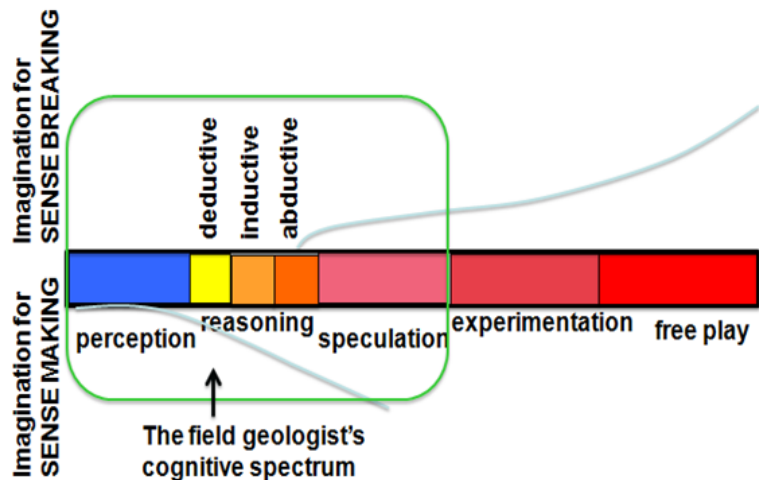 Imagination for
SENSE BREAKING
deductive
inductive
abductive
Imagination for
SENSE MAKING
perception
reasoning
speculation
experimentation
free play
The field geologist's
cognitive spectrum